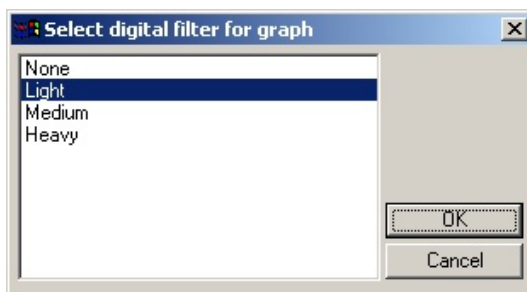 Select digital filter for graph
None
Light
Medium
Heavy
OK
Cancel